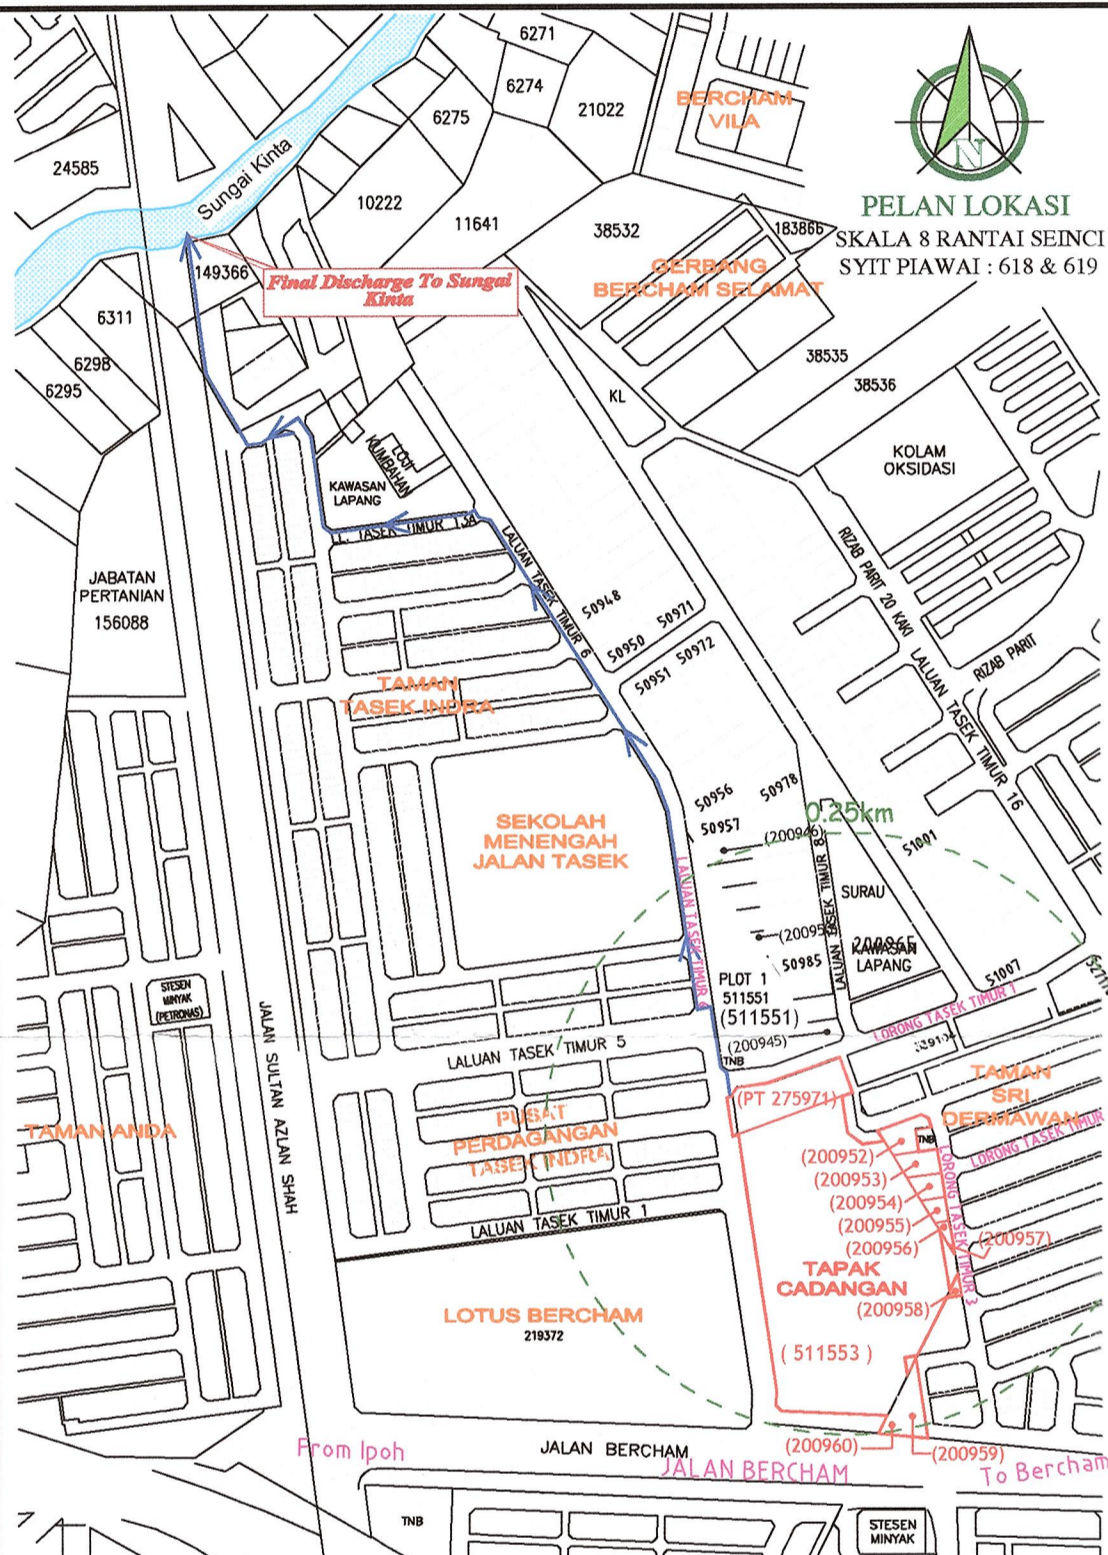 6271
6274
21022
6275
BERCHAM
VILA
N
PELAN LOKASI
SKALA 8 RANTAI SEINCI
SYIT PIAWAI : 618 & 619
24585
Sungai Kinta
10222
11641
38532
183866
GERBANG
BERCHAM SELAMAT
149366
Final Discharge To Sungai
Kinta
6311
6298
6295
38535
38536
KL
KOLAM
OKSIDASI
LOJI
KUMBAHAN
KAWASAN
LAPANG
L. TASEK TIMUR 13A
LALUAN TASEK TIMUR 6
RIZAB PARIT 20 KAKI
LALUAN TASEK TIMUR 16
RIZAB PARIT
JABATAN
PERTANIAN
156088
50948
50950
50971
50951
50972
TAMAN
TASEK INDRA
50956
50978
50957
0.25km
(200946)
51001
SEKOLAH
MENENGAH
JALAN TASEK
LALUAN TASEK TIMUR 8
SURAU
50985
KAWASAN
LAPANG
51007
STESEN
MINYAK
(PETRONAS)
PLOT 1
511551
(511551)
(200945)
TNB
LORONG TASEK TIMUR 1
JALAN SULTAN AZLAN SHAH
LALUAN TASEK TIMUR 5
TAMAN ANDA
PUSAT
PERDAGANGAN
TASEK INDRA
(PT 275971)
TAMAN
SRI
DERMAWAN
TNB
LORONG TASEK TIMUR
LORONG TASEK TIMUR 3
(200952)
(200953)
(200954)
(200955)
(200956)
(200957)
LALUAN TASEK TIMUR 1
TAPAK
CADANGAN
(200958)
LOTUS BERCHAM
219372
( 511553 )
From Ipoh
JALAN BERCHAM
JALAN BERCHAM
(200960)
(200959)
To Bercham
TNB
STESEN
MINYAK